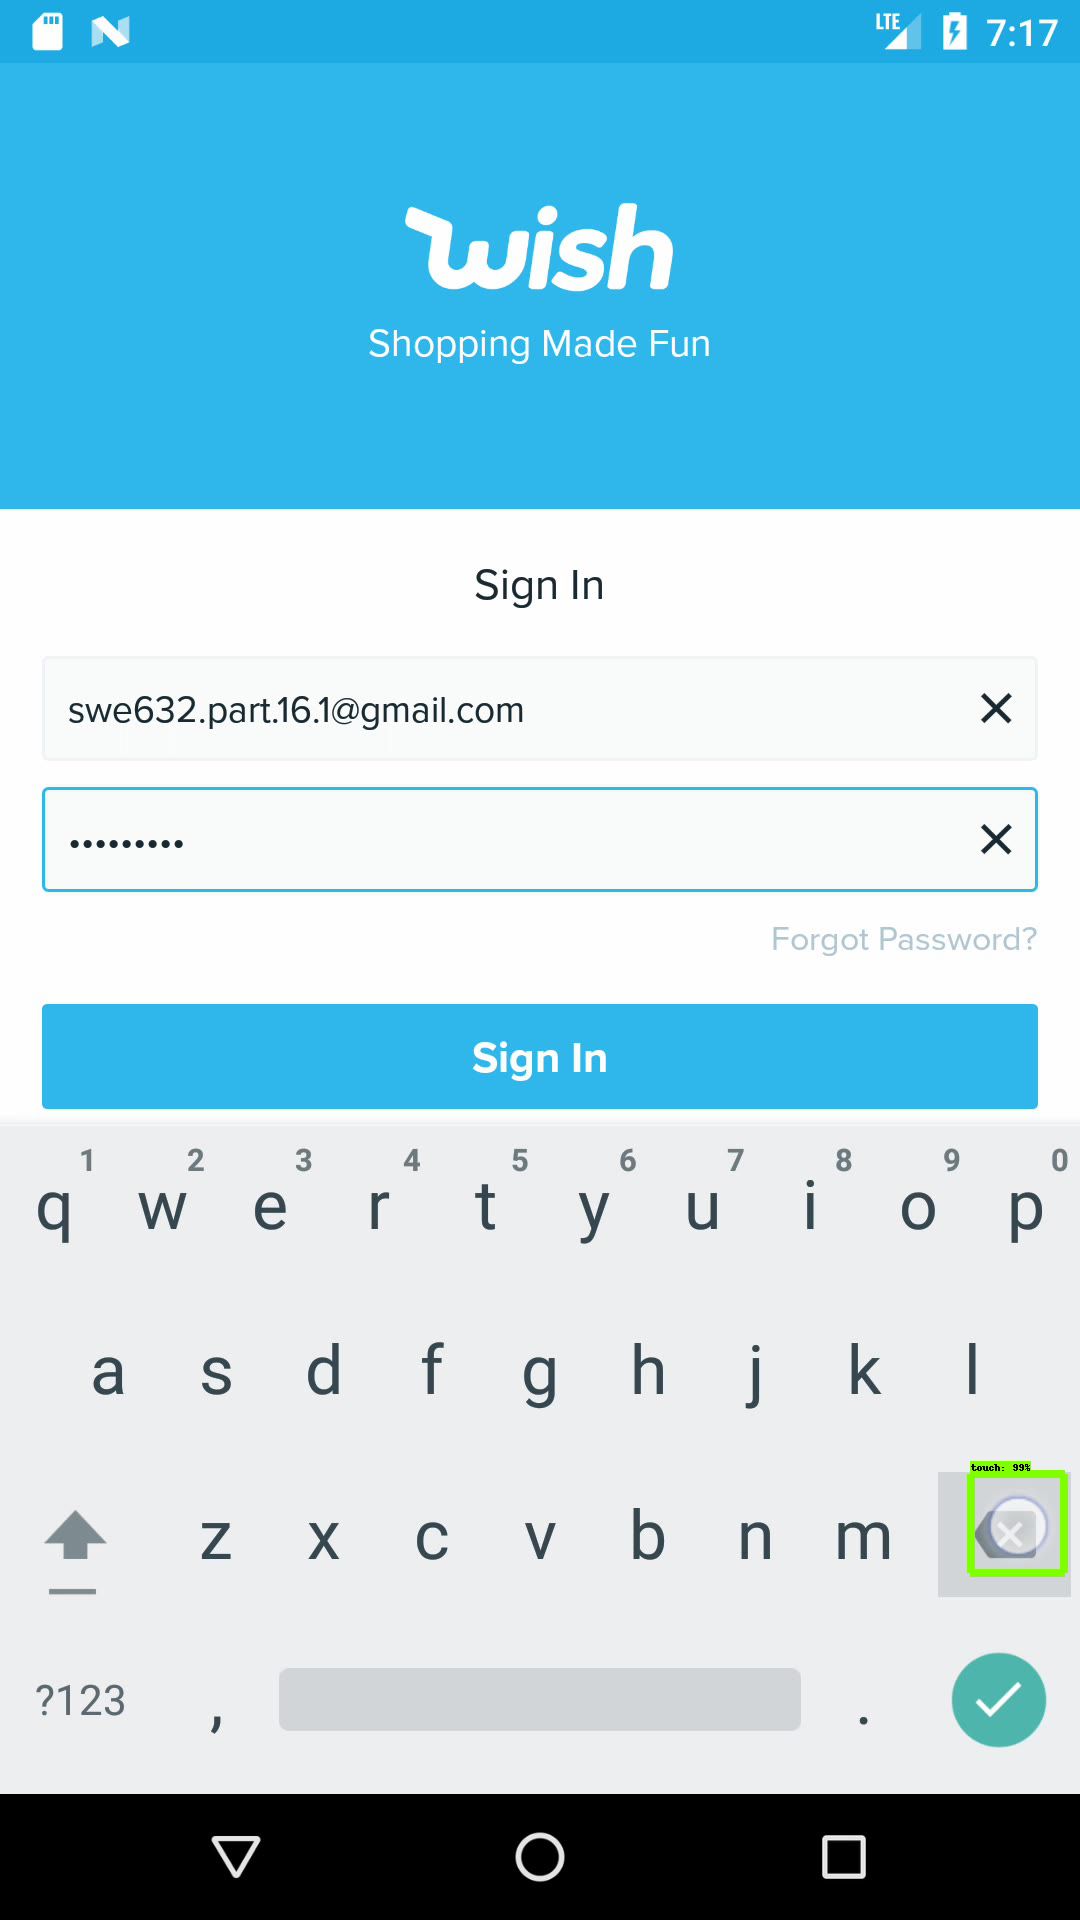 LTE 7:17
wish
Shopping Made Fun
Sign In
swe632.part.16.1@gmail.com
•••••••••
Forgot Password?
Sign In
1 2 3 4 5 6 7 8 9 0
q w e r t y u i o p
a s d f g h j k l
touch: 99%
z x c v b n m
?123 , .